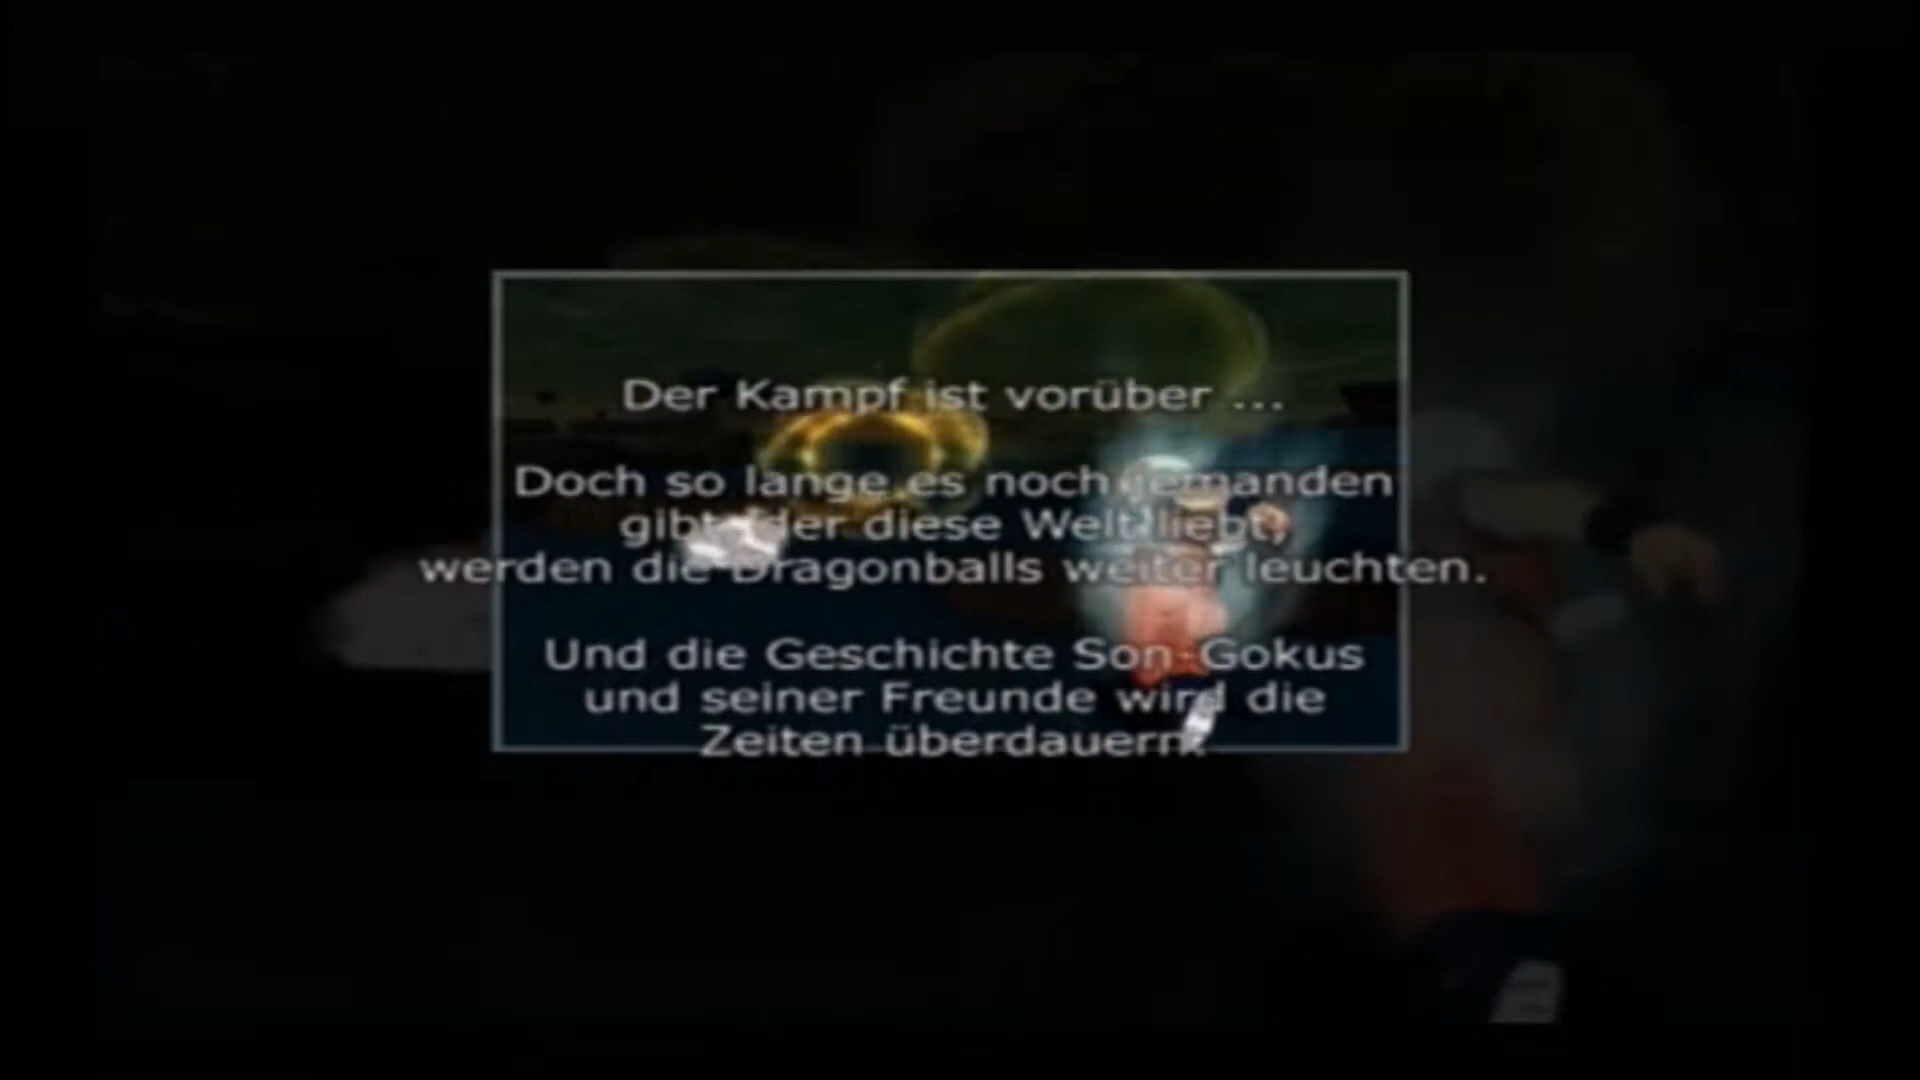 Der Kampf ist vorüber ...
Doch so lange es noch jemanden
gibt, der diese Welt liebt,
werden die Dragonballs weiter leuchten.
Und die Geschichte Son-Gokus
und seiner Freunde wird die
Zeiten überdauern.